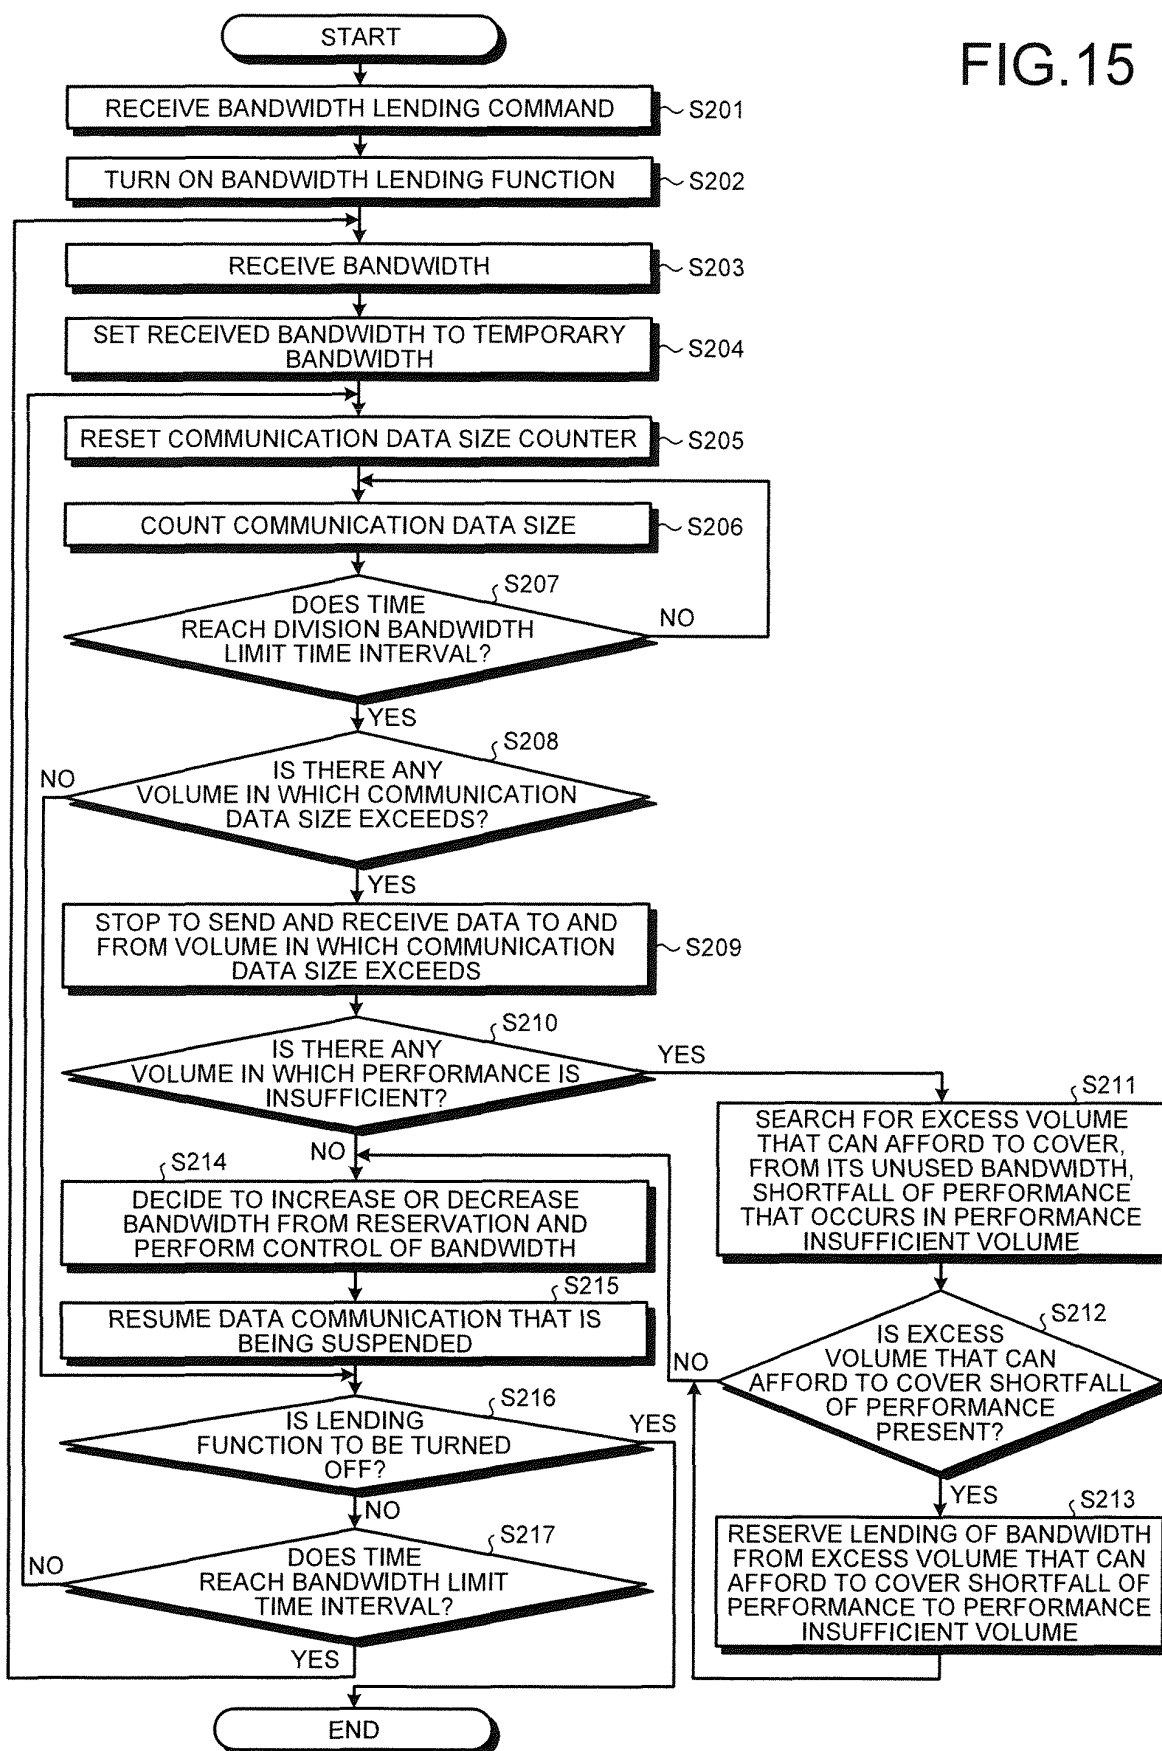 START
FIG.15
RECEIVE BANDWIDTH LENDING COMMAND
S201
TURN ON BANDWIDTH LENDING FUNCTION
S202
RECEIVE BANDWIDTH
S203
SET RECEIVED BANDWIDTH TO TEMPORARY
BANDWIDTH
S204
RESET COMMUNICATION DATA SIZE COUNTER
S205
COUNT COMMUNICATION DATA SIZE
S206
S207
DOES TIME
REACH DIVISION BANDWIDTH
LIMIT TIME INTERVAL?
NO
YES
S208
IS THERE ANY
VOLUME IN WHICH COMMUNICATION
DATA SIZE EXCEEDS?
NO
YES
STOP TO SEND AND RECEIVE DATA TO AND
FROM VOLUME IN WHICH COMMUNICATION
DATA SIZE EXCEEDS
S209
S210
IS THERE ANY
VOLUME IN WHICH PERFORMANCE IS
INSUFFICIENT?
YES
NO
S211
SEARCH FOR EXCESS VOLUME
THAT CAN AFFORD TO COVER,
FROM ITS UNUSED BANDWIDTH,
SHORTFALL OF PERFORMANCE
THAT OCCURS IN PERFORMANCE
INSUFFICIENT VOLUME
S212
IS EXCESS
VOLUME THAT CAN
AFFORD TO COVER SHORTFALL
OF PERFORMANCE
PRESENT?
NO
YES
S213
RESERVE LENDING OF BANDWIDTH
FROM EXCESS VOLUME THAT CAN
AFFORD TO COVER SHORTFALL OF
PERFORMANCE TO PERFORMANCE
INSUFFICIENT VOLUME
S214
DECIDE TO INCREASE OR DECREASE
BANDWIDTH FROM RESERVATION AND
PERFORM CONTROL OF BANDWIDTH
S215
RESUME DATA COMMUNICATION THAT IS
BEING SUSPENDED
S216
IS LENDING
FUNCTION TO BE TURNED
OFF?
YES
NO
S217
DOES TIME
REACH BANDWIDTH LIMIT
TIME INTERVAL?
NO
YES
END